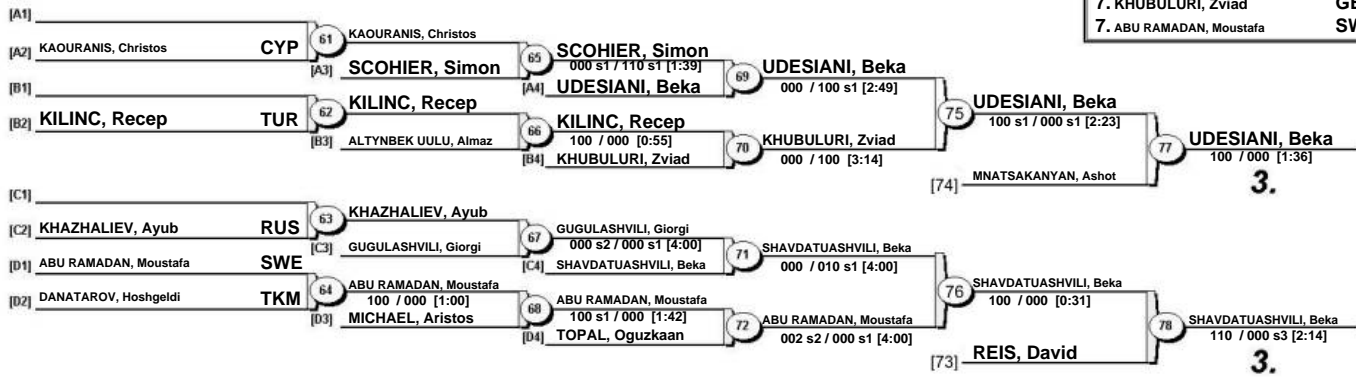 7. KHUBULURI, Zviad GE
7. ABU RAMADAN, Moustafa SW
[A1]
[A2] KAOURANIS, Christos CYP
61
KAOURANIS, Christos
[A3] SCOHIER, Simon
65
SCOHIER, Simon
000 s1 / 110 s1 [1:39]
[A4] UDESIANI, Beka
69
UDESIANI, Beka
000 / 100 s1 [2:49]
[B1]
[B2] KILINC, Recep TUR
62
KILINC, Recep
[B3] ALTYNBEK UULU, Almaz
66
KILINC, Recep
100 / 000 [0:55]
[B4] KHUBULURI, Zviad
70
KHUBULURI, Zviad
000 / 100 [3:14]
75
UDESIANI, Beka
100 s1 / 000 s1 [2:23]
[74] MNATSAKANYAN, Ashot
77
UDESIANI, Beka
100 / 000 [1:36]
3.
[C1]
[C2] KHAZHALIEV, Ayub RUS
63
KHAZHALIEV, Ayub
[C3] GUGULASHVILI, Giorgi
67
GUGULASHVILI, Giorgi
000 s2 / 000 s1 [4:00]
[C4] SHAVDATUASHVILI, Beka
71
SHAVDATUASHVILI, Beka
000 / 010 s1 [4:00]
[D1] ABU RAMADAN, Moustafa SWE
[D2] DANATAROV, Hoshgeldi TKM
64
ABU RAMADAN, Moustafa
100 / 000 [1:00]
[D3] MICHAEL, Aristos
68
ABU RAMADAN, Moustafa
100 s1 / 000 [1:42]
[D4] TOPAL, Oguzkaan
72
ABU RAMADAN, Moustafa
002 s2 / 000 s1 [4:00]
76
SHAVDATUASHVILI, Beka
100 / 000 [0:31]
[73] REIS, David
78
SHAVDATUASHVILI, Beka
110 / 000 s3 [2:14]
3.